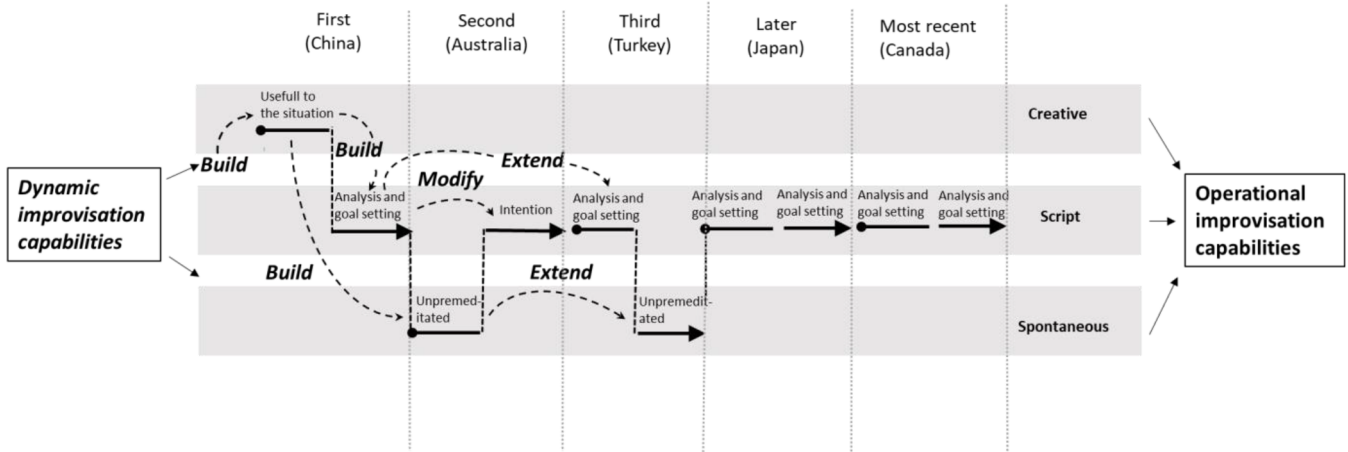 First
(China)
Second
(Australia)
Third
(Turkey)
Later
(Japan)
Most recent
(Canada)
Usefull to
the situation
Creative
Build
Build
Extend
Modify
Dynamic
improvisation
capabilities
Analysis and
goal setting
Intention
Analysis and
goal setting
Analysis and
goal setting
Analysis and
goal setting
Analysis and
goal setting
Analysis and
goal setting
Script
Operational
improvisation
capabilities
Build
Extend
Unpremed-
itated
Unpremedit-
ated
Spontaneous